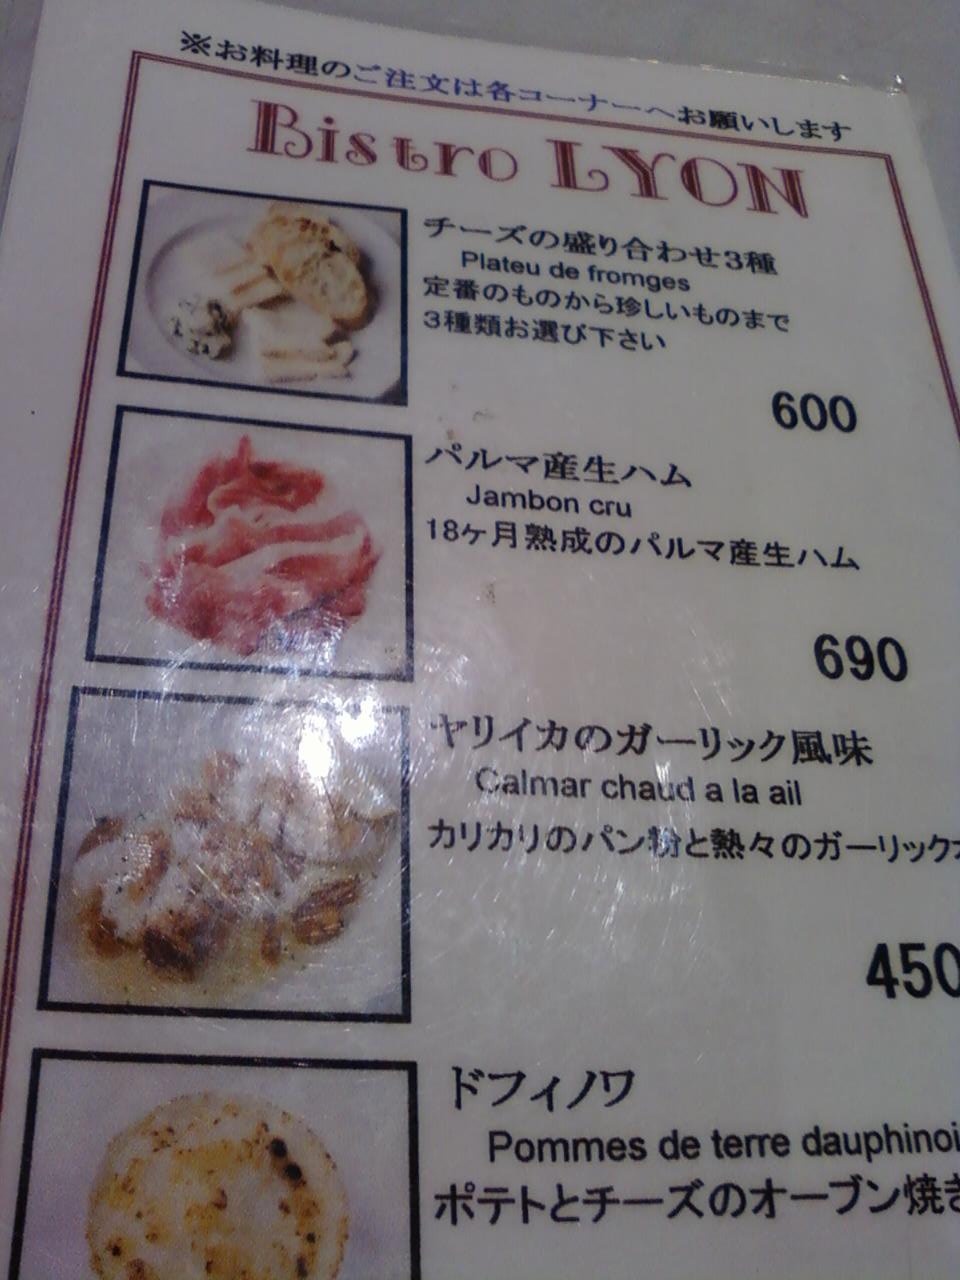 ※お料理のご注文は各コーナーへお願いします
Bistro LYON
チーズの盛り合わせ3種
Plateu de fromges
定番のものから珍しいものまで
3種類お選び下さい
600
パルマ産生ハム
Jambon cru
18ヶ月熟成のパルマ産生ハム
690
ヤリイカのガーリック風味
Calmar chaud a la ail
カリカリのパン粉と熱々のガーリック
450
ドフィノワ
Pommes de terre dauphinoi
ポテトとチーズのオーブン焼き